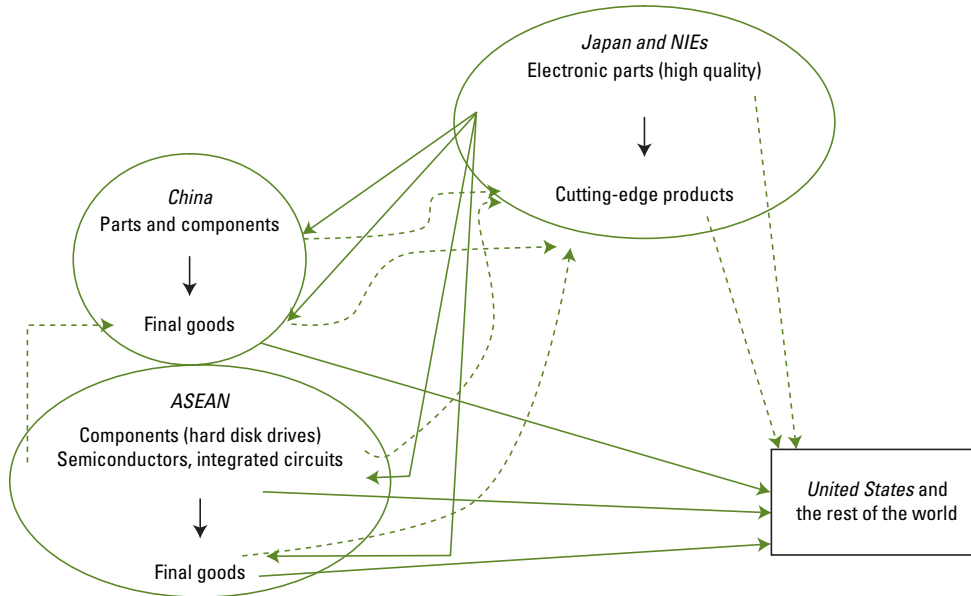 Japan and NIEs
Electronic parts (high quality)
Cutting-edge products
China
Parts and components
Final goods
ASEAN
Components (hard disk drives)
Semiconductors, integrated circuits
Final goods
United States and
the rest of the world